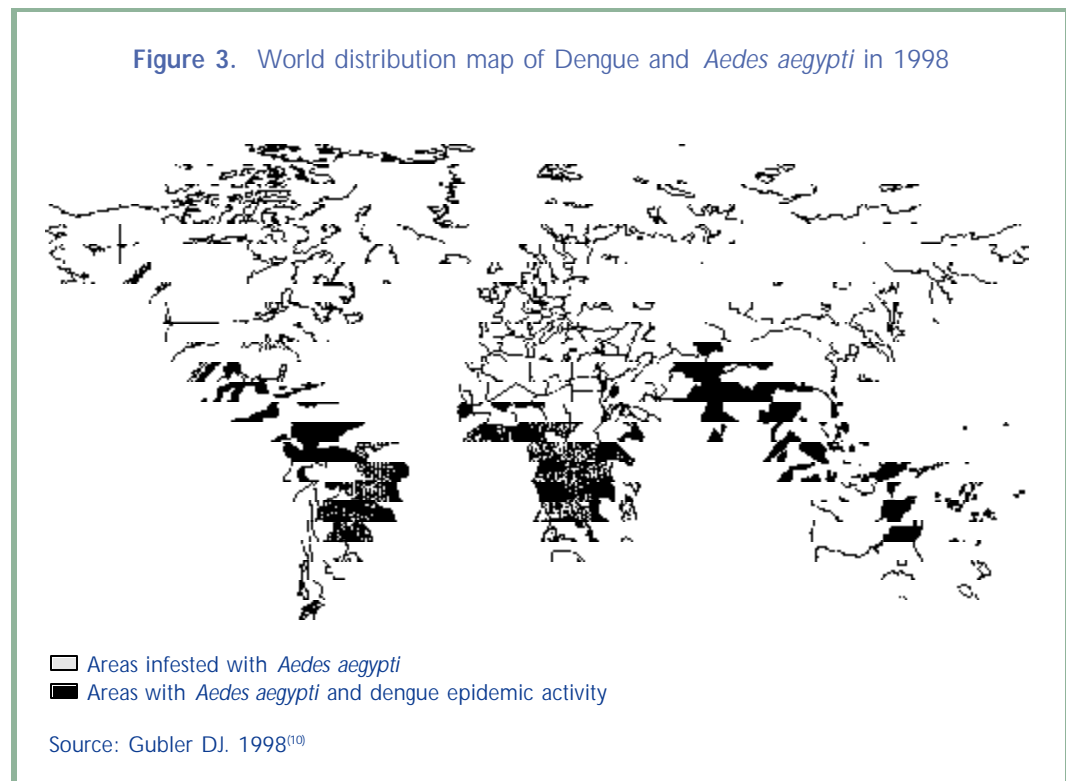 Figure 3. World distribution map of Dengue and Aedes aegypti in 1998
Areas infested with Aedes aegypti
Areas with Aedes aegypti and dengue epidemic activity
Source: Gubler DJ. 1998(10)